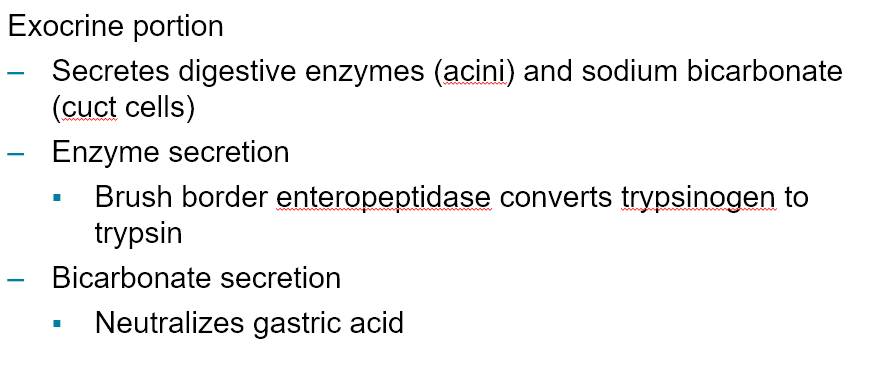 Exocrine portion
– Secretes digestive enzymes (acini) and sodium bicarbonate
(cuct cells)
– Enzyme secretion
▪ Brush border enteropeptidase converts trypsinogen to
trypsin
– Bicarbonate secretion
▪ Neutralizes gastric acid